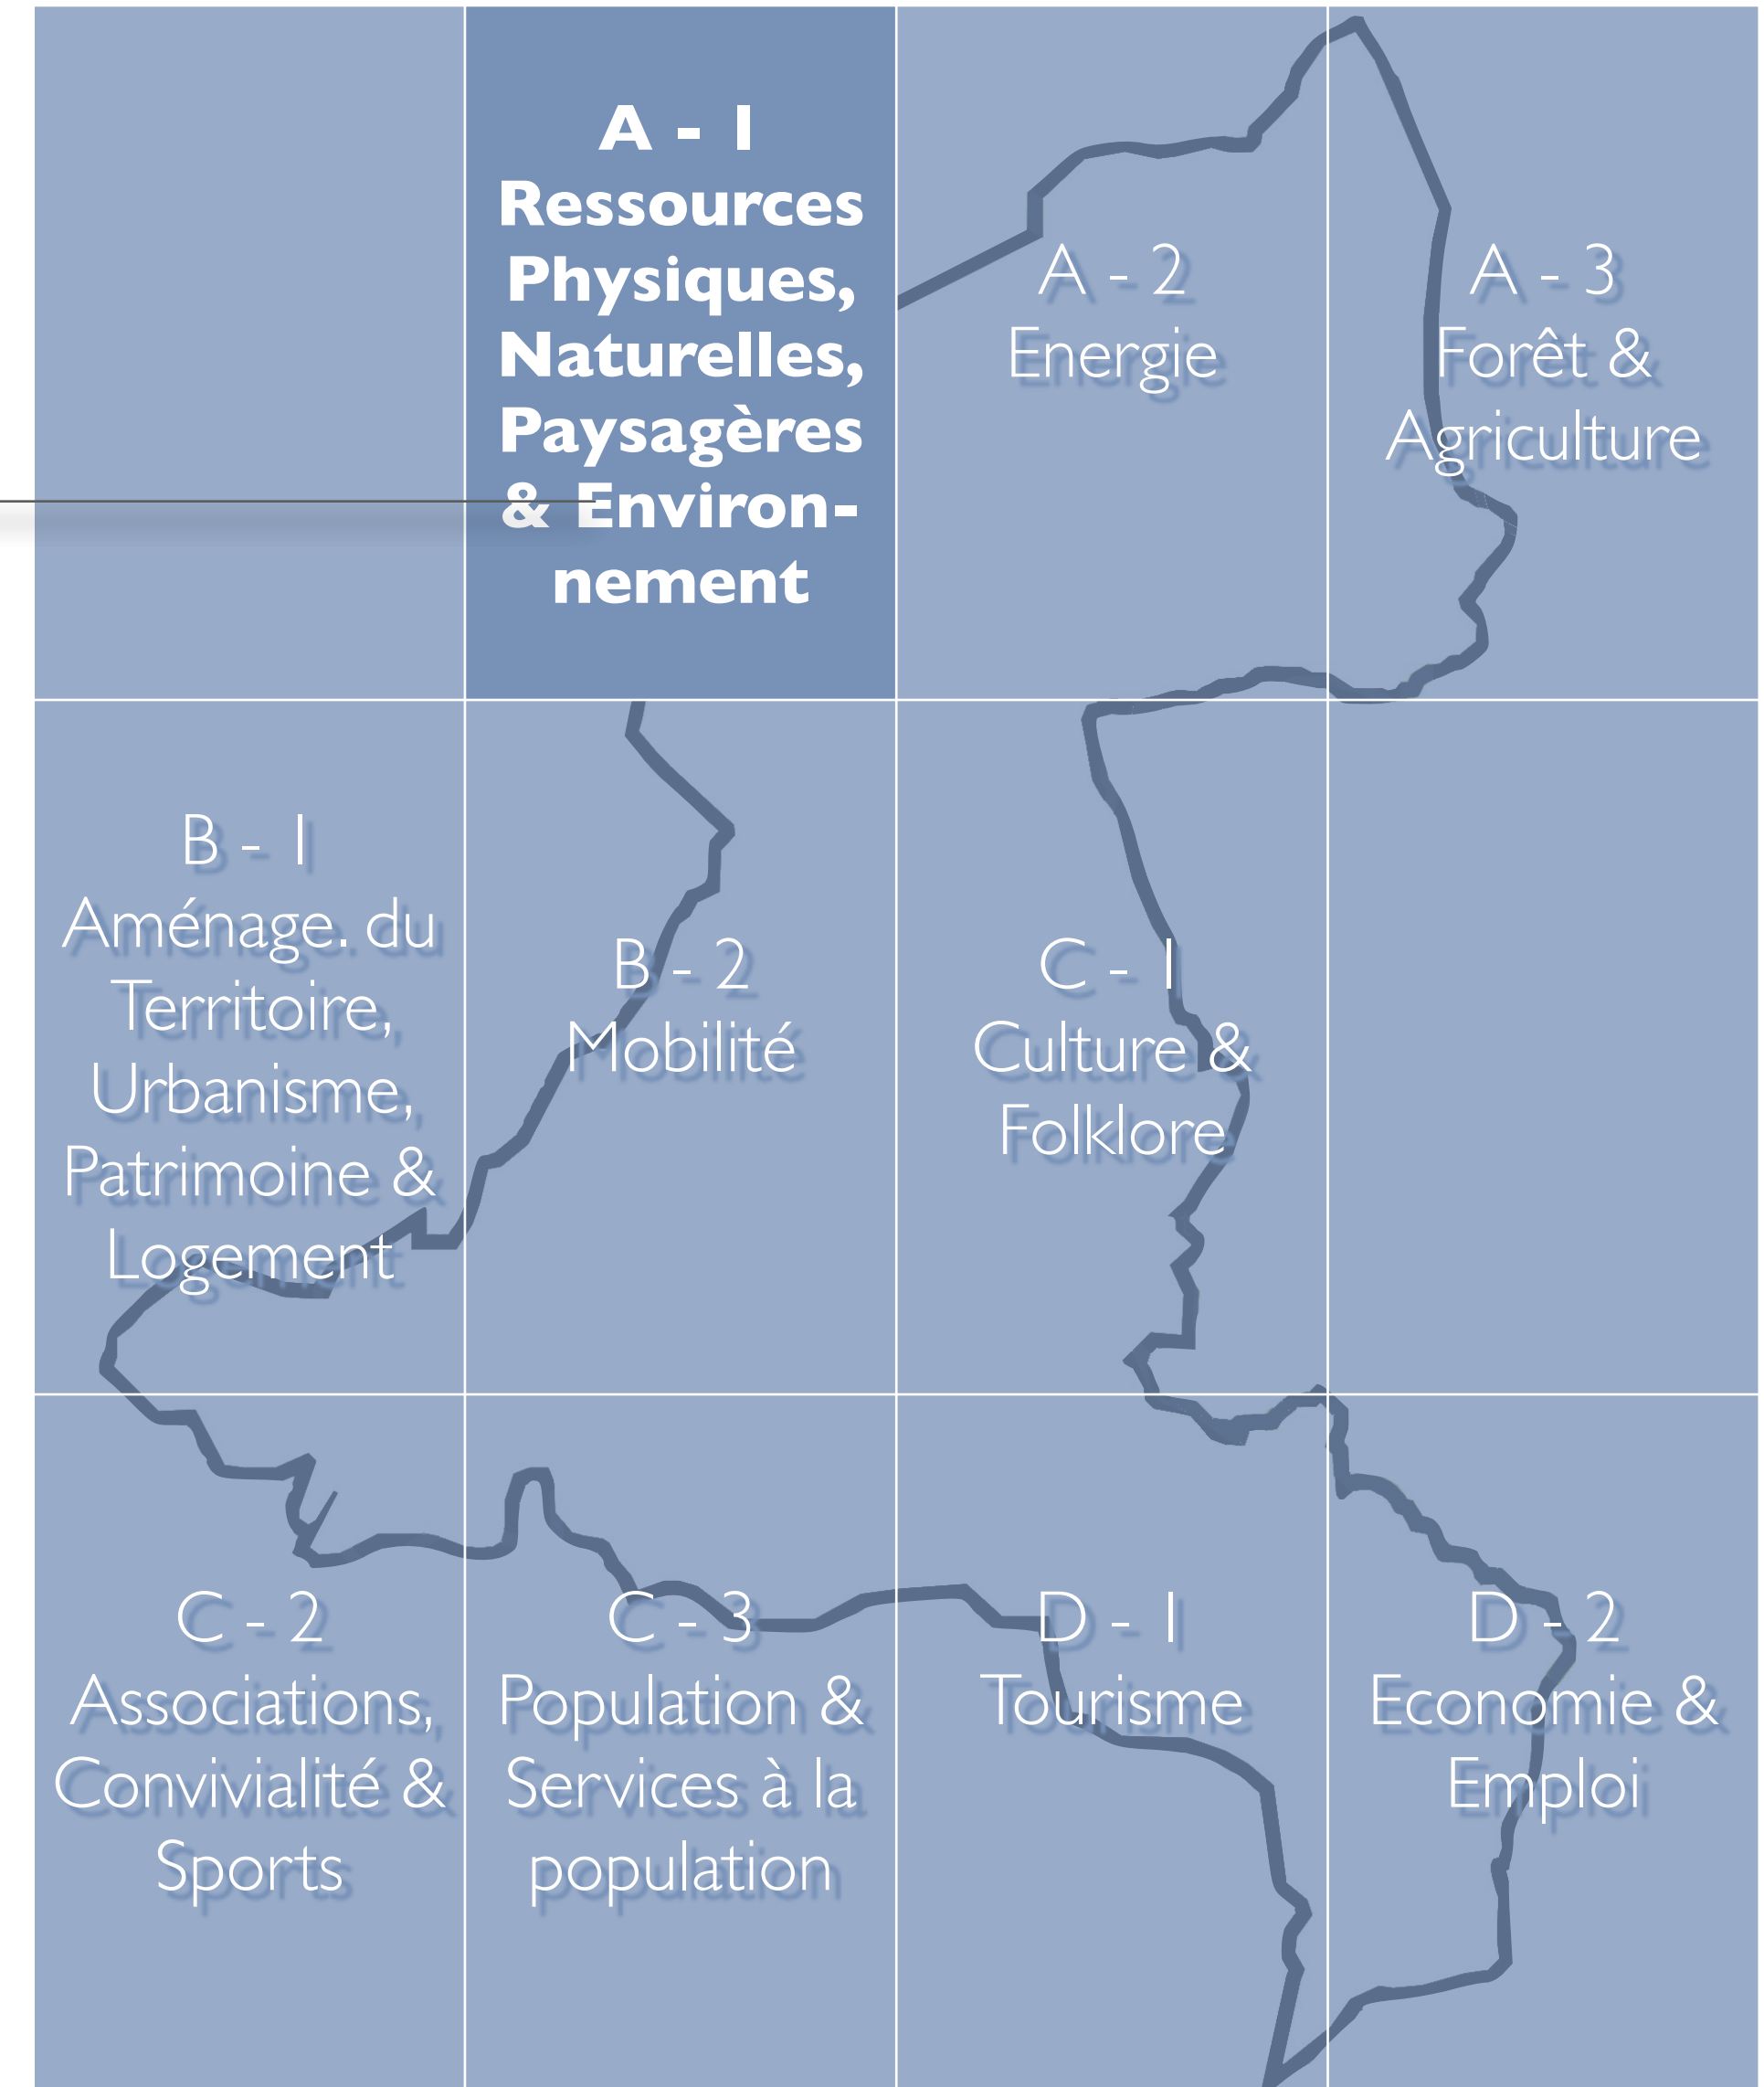 A - 1
Ressources
Physiques,
Naturelles,
Paysagères
& Environ-
nement
A - 2
Energie
A - 3
Forêt &
Agriculture
B - 1
Aménage. du
Territoire,
Urbanisme,
Patrimoine &
Logement
B - 2
Mobilité
C - 1
Culture &
Folklore
C - 2
Associations,
Convivialité &
Sports
C - 3
Population &
Services à la
population
D - 1
Tourisme
D - 2
Economie &
Emploi